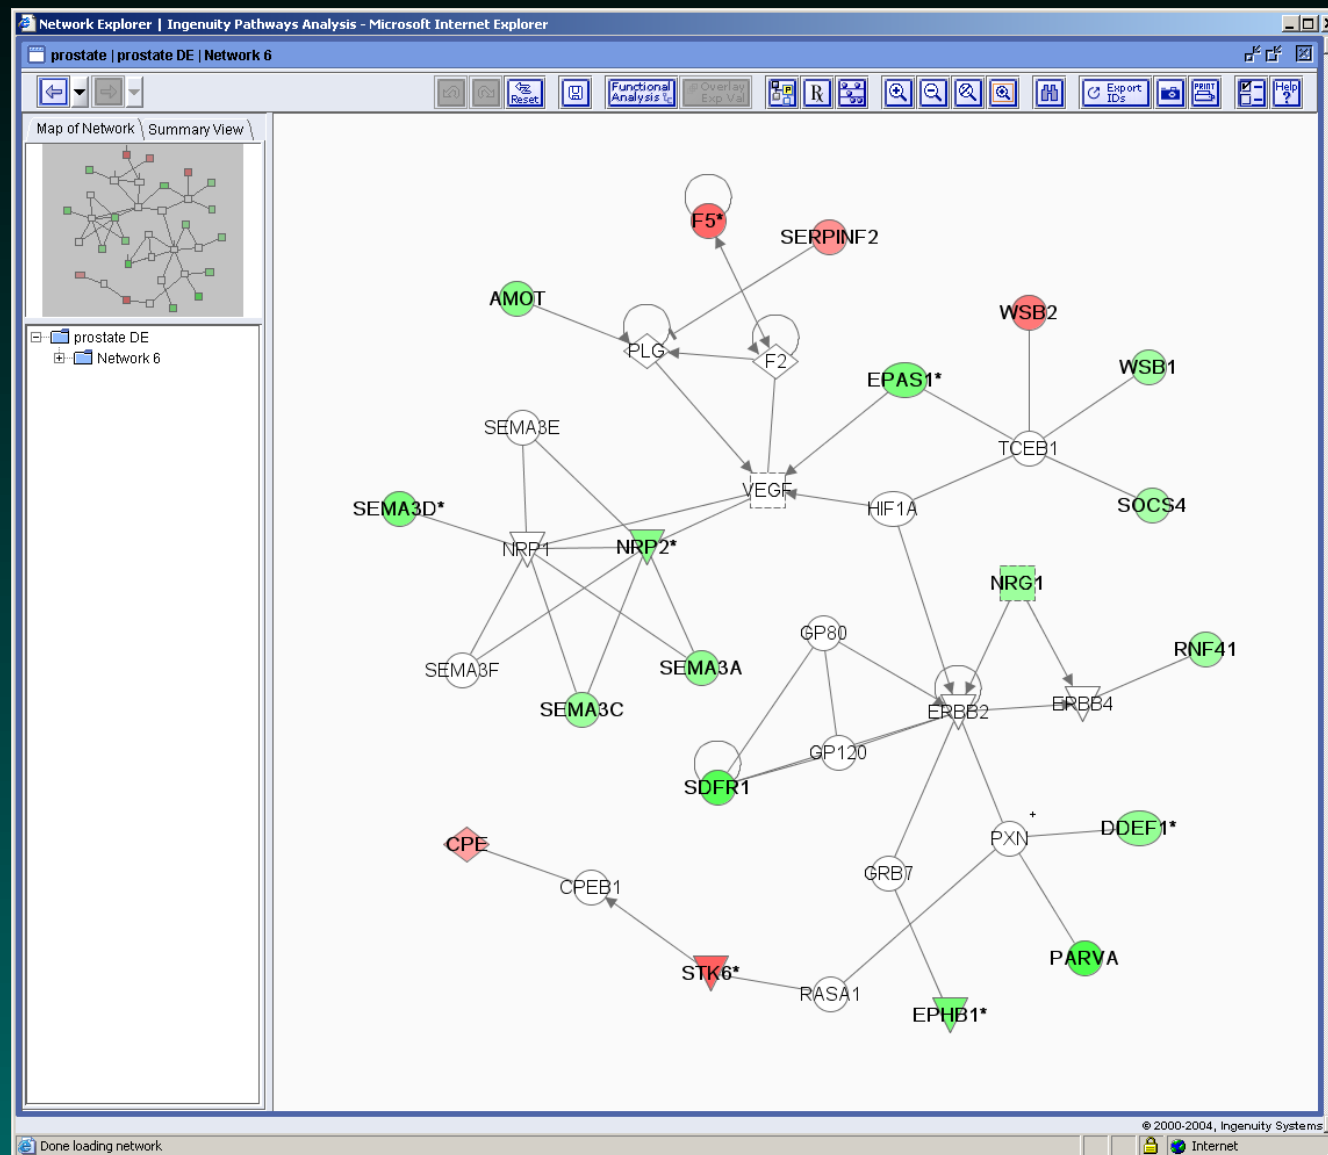 Network Explorer | Ingenuity Pathways Analysis - Microsoft Internet Explorer
prostate | prostate DE | Network 6
Reset
Functional Analysis
Overlay Exp Val
Rx
Export IDs
PRINT
Help ?
Map of Network
Summary View
prostate DE
Network 6
F5*
SERPINF2
AMOT
WSB2
PLG
F2
WSB1
EPAS1*
SEMA3E
TCEB1
VEGF
SEMA3D*
HIF1A
SOCS4
NRP1
NRP2*
NRG1
GP80
RNF41
SEMA3F
SEMA3A
SEMA3C
ERBB2
ERBB4
GP120
SDFR1
DDEF1*
CPE
PXN
+
CPEB1
GRB7
PARVA
STK6*
RASA1
EPHB1*
© 2000-2004, Ingenuity Systems
Done loading network
Internet